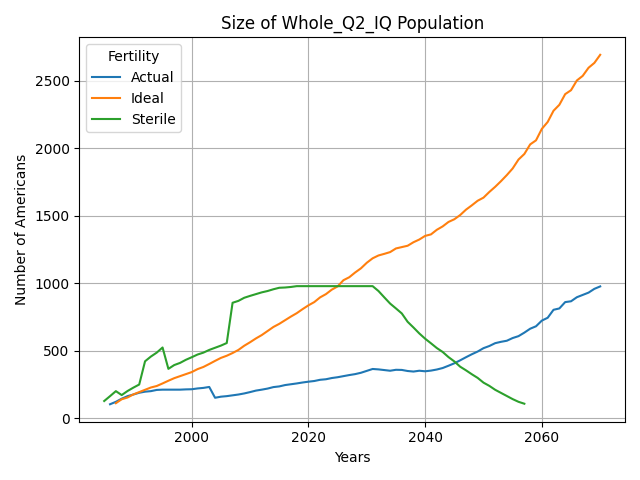 Size of Whole_Q2_IQ Population
Fertility
Actual
Ideal
Sterile
Number of Americans
2500
2000
1500
1000
500
0
2000
2020
2040
2060
Years